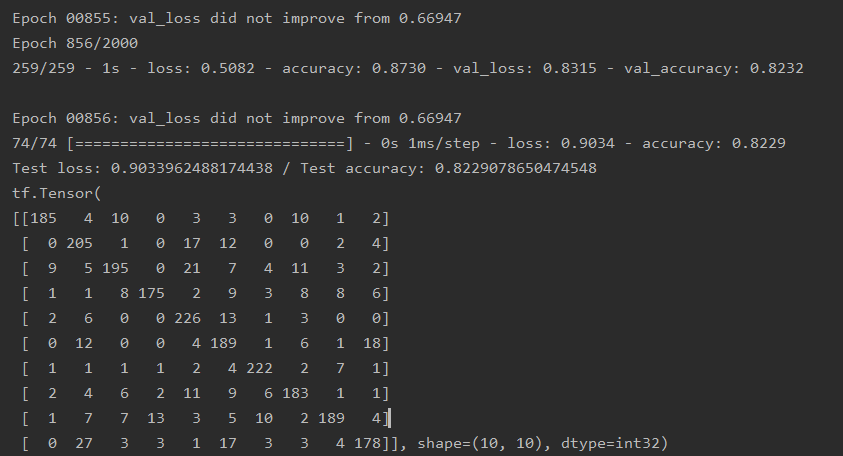 Epoch 00855: val_loss did not improve from 0.66947
Epoch 856/2000
259/259 - 1s - loss: 0.5082 - accuracy: 0.8730 - val_loss: 0.8315 - val_accuracy: 0.8232
Epoch 00856: val_loss did not improve from 0.66947
74/74 [==============================] - 0s 1ms/step - loss: 0.9034 - accuracy: 0.8229
Test loss: 0.9033962488174438 / Test accuracy: 0.8229078650474548
tf.Tensor(
[[185   4  10   0   3   3   0  10   1   2]
 [  0 205   1   0  17  12   0   0   2   4]
 [  9   5 195   0  21   7   4  11   3   2]
 [  1   1   8 175   2   9   3   8   8   6]
 [  2   6   0   0 226  13   1   3   0   0]
 [  0  12   0   0   4 189   1   6   1  18]
 [  1   1   1   1   2   4 222   2   7   1]
 [  2   4   6   2  11   9   6 183   1   1]
 [  1   7   7  13   3   5  10   2 189   4]
 [  0  27   3   3   1  17   3   3   4 178]], shape=(10, 10), dtype=int32)